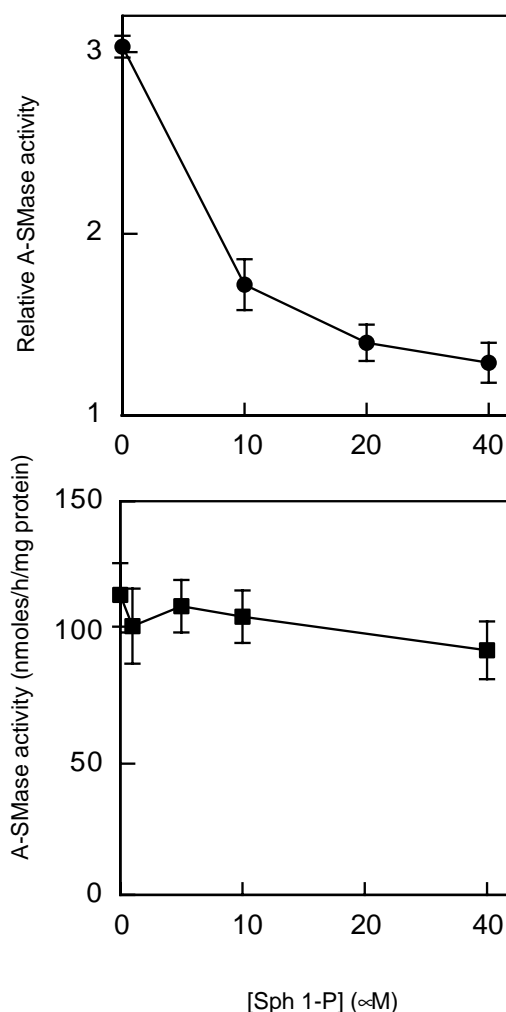 Relative A-SMase activity
3
2
1
0 10 20 40
A-SMase activity (nmoles/h/mg protein)
150
100
50
0
0 10 20 40
[Sph 1-P] (∝M)